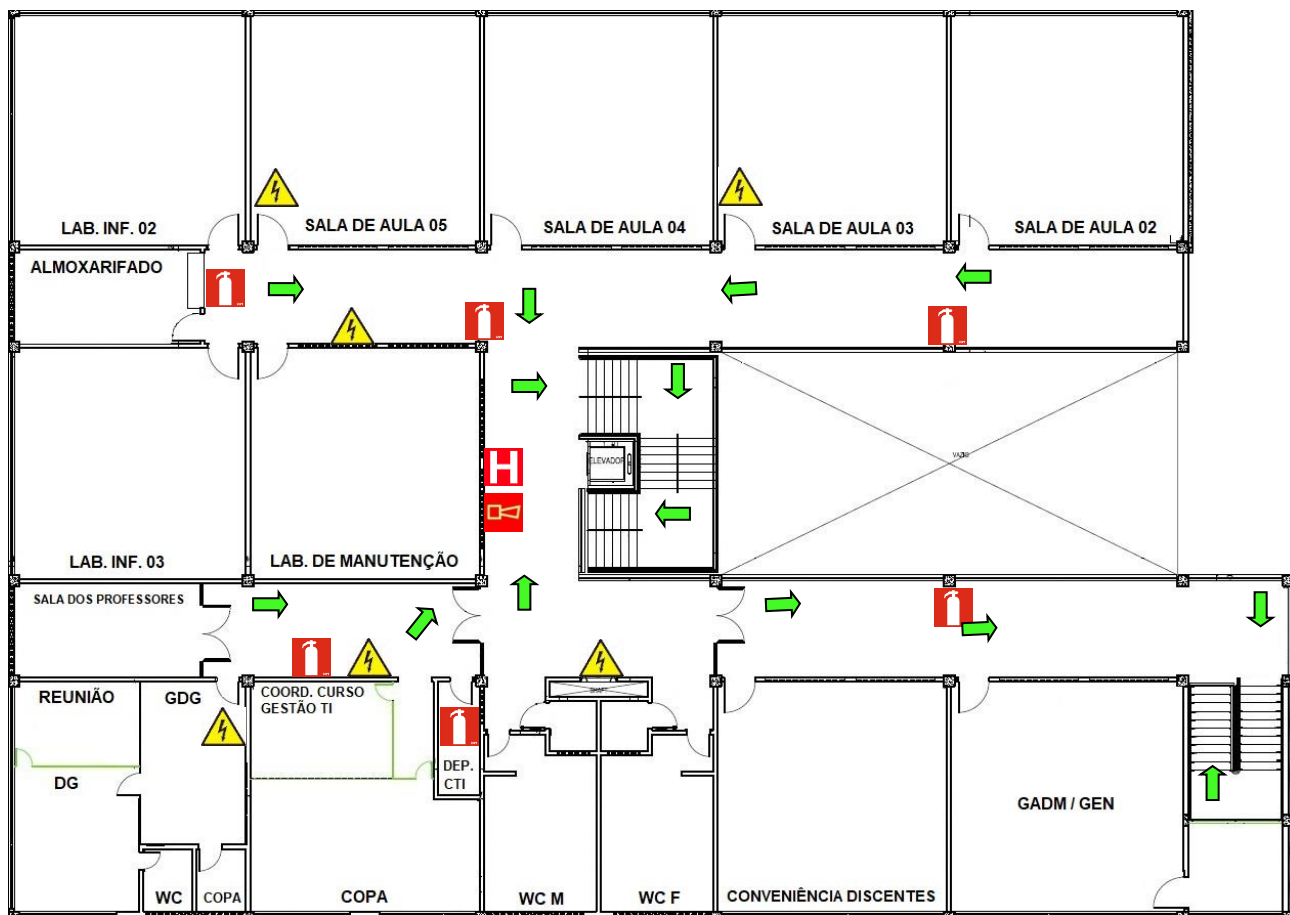 LAB. INF. 02
SALA DE AULA 05
SALA DE AULA 04
SALA DE AULA 03
SALA DE AULA 02
ALMOXARIFADO
ELEVADOR
VAZIO
H
LAB. INF. 03
LAB. DE MANUTENÇÃO
SALA DOS PROFESSORES
REUNIÃO
GDG
COORD. CURSO
GESTÃO TI
SHAFT
DG
DEP.
CTI
GADM / GEN
WC
COPA
COPA
WC M
WC F
CONVENIÊNCIA DISCENTES